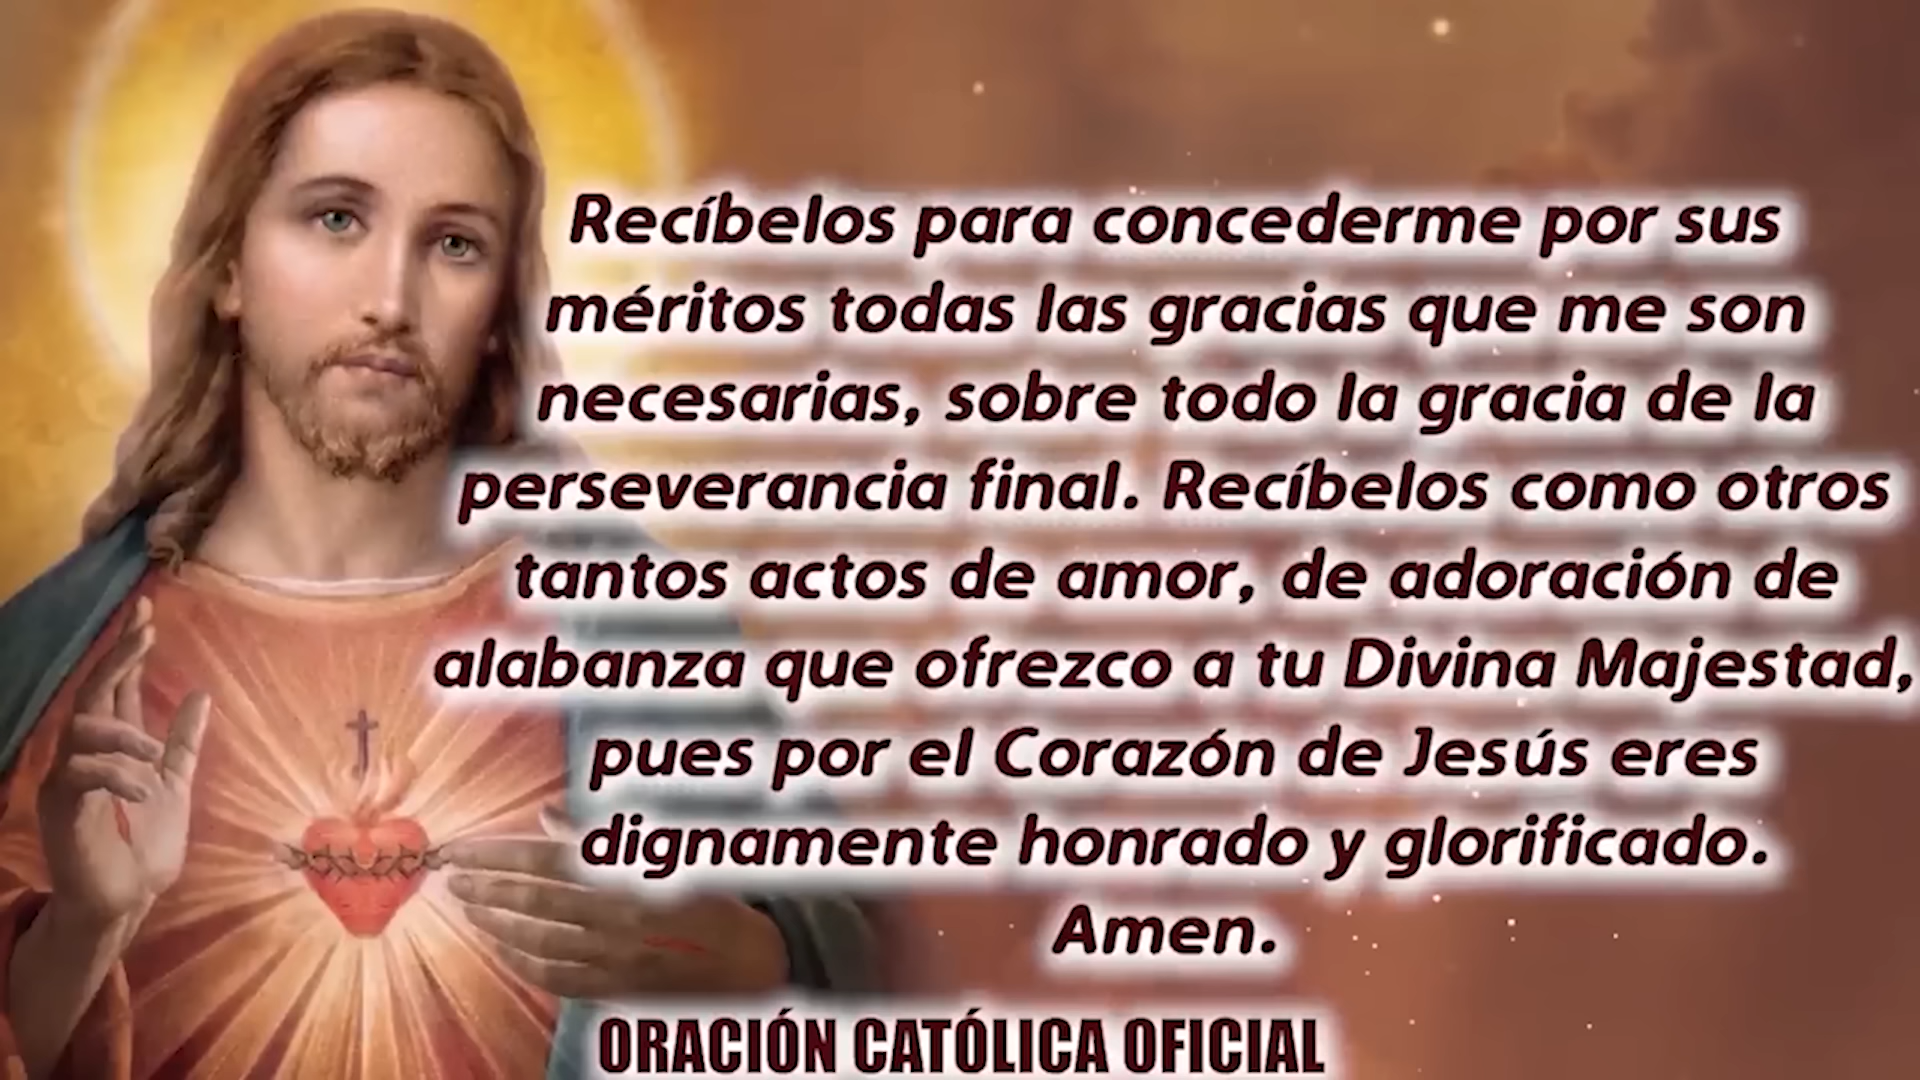 Recíbelos para concederme por sus
méritos todas las gracias que me son
necesarias, sobre todo la gracia de la
perseverancia final. Recíbelos como otros
tantos actos de amor, de adoración de
alabanza que ofrezco a tu Divina Majestad,
pues por el Corazón de Jesús eres
dignamente honrado y glorificado.
Amen.
ORACIÓN CATÓLICA OFICIAL